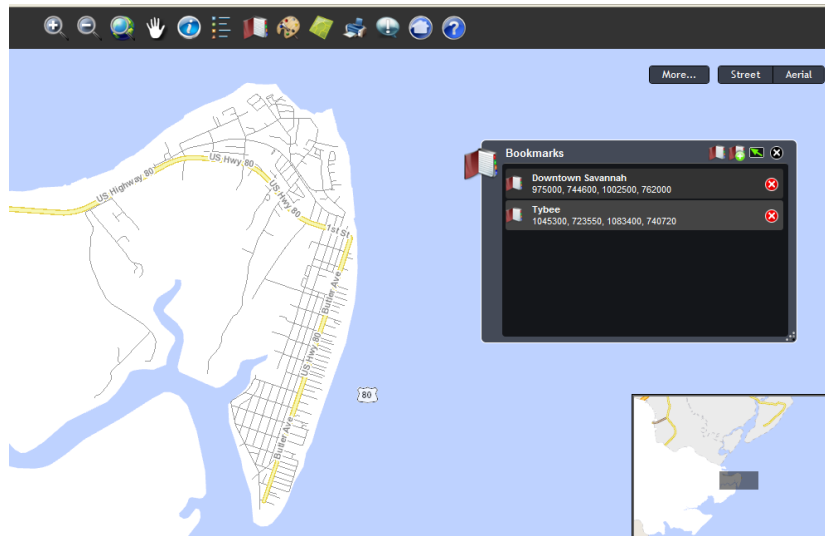 More...
Street
Aerial
Bookmarks
Downtown Savannah
975000, 744600, 1002500, 762000
Tybee
1045300, 723550, 1083400, 740720
US Highway 80
US Hwy 80
US Hwy 80
1st St
Butler Ave
US Hwy 80
80
Butler Ave